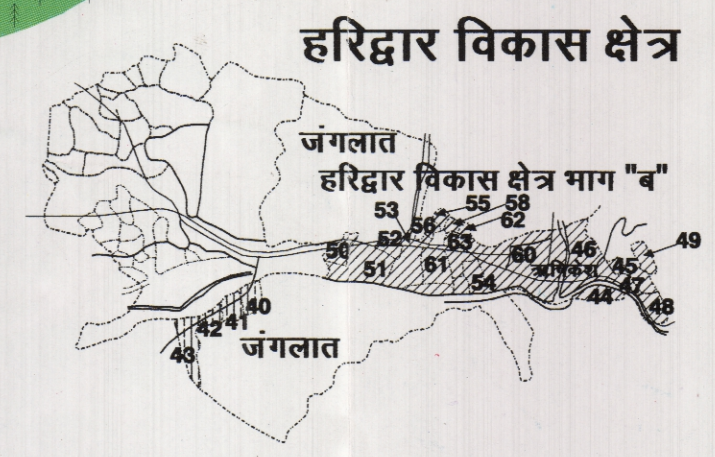 हरिद्वार विकास क्षेत्र
जंगलात
हरिद्वार विकास क्षेत्र भाग "ब"
53 55 58
56 62
52 63
50 60 46 49
51 61 ऋषिकेश 45
54 47
44 48
40
41
42
43
जंगलात